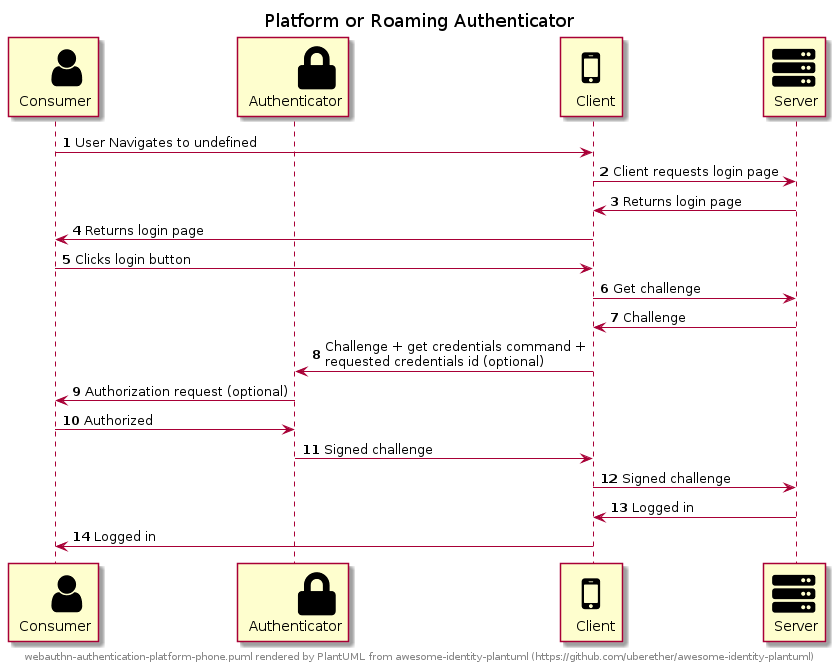 Platform or Roaming Authenticator
Consumer
Authenticator
Client
Server
1 User Navigates to undefined
2 Client requests login page
3 Returns login page
4 Returns login page
5 Clicks login button
6 Get challenge
7 Challenge
8 Challenge + get credentials command +
requested credentials id (optional)
9 Authorization request (optional)
10 Authorized
11 Signed challenge
12 Signed challenge
13 Logged in
14 Logged in
Consumer
Authenticator
Client
Server
webauthn-authentication-platform-phone.puml rendered by PlantUML from awesome-identity-plantuml (https://github.com/uberether/awesome-identity-plantuml)